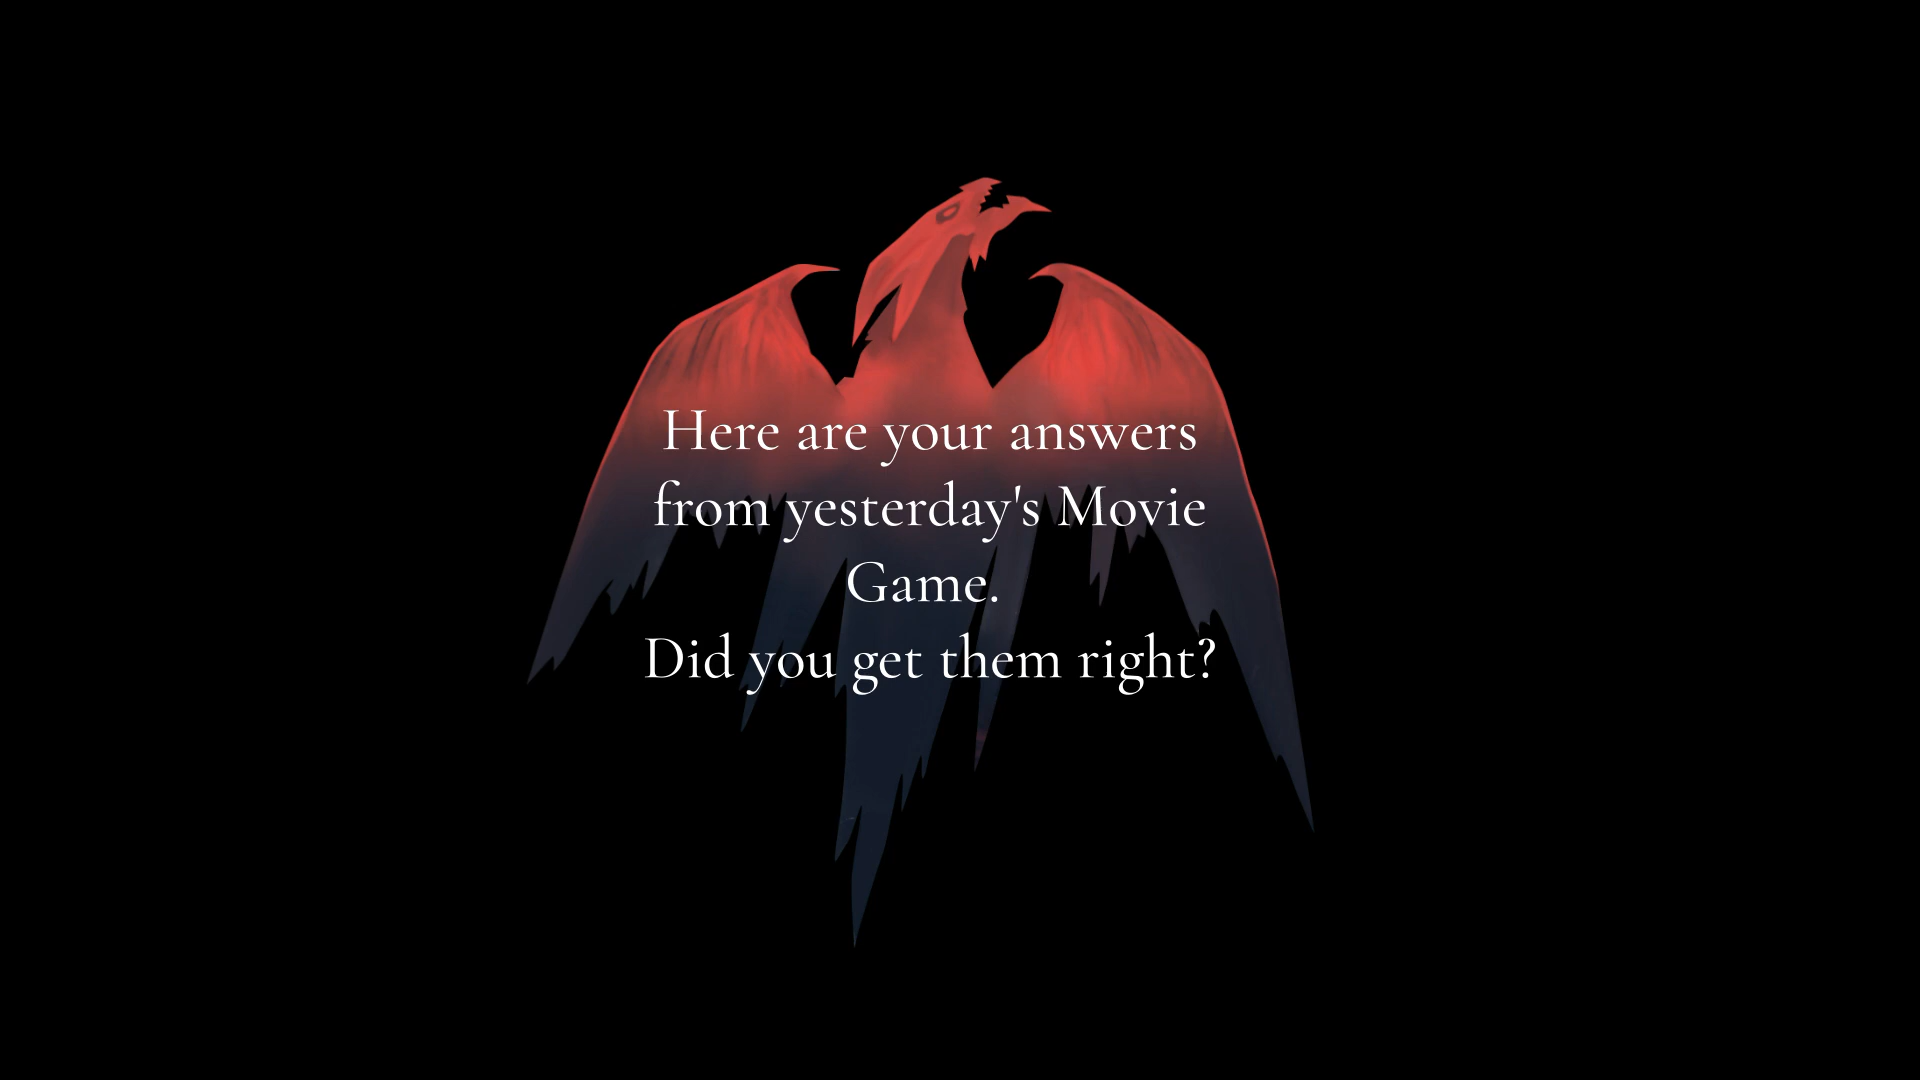 Here are your answers
from yesterday's Movie
Game.
Did you get them right?